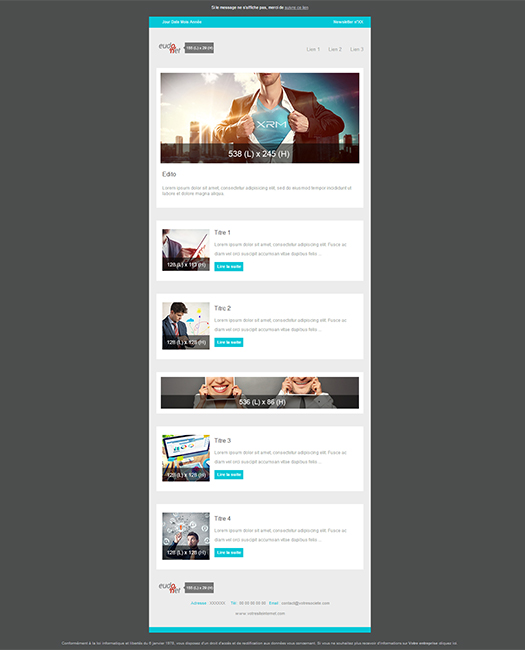 Si le message ne s'affiche pas, merci de suivre ce lien
Jour Date Mois Année
Newsletter n°XX
eudonet
155 (L) x 39 (H)
Lien 1 Lien 2 Lien 3
XRM
538 (L) x 245 (H)
Edito
Lorem ipsum dolor sit amet, consectetur adipiscing elit, sed do eiusmod tempor incididunt ut labore et dolore magna aliqua.
Titre 1
Lorem ipsum dolor sit amet, consectetur adipiscing elit. Fusce ac
diam vel orci suscipit accumsan vitae dapibus felis ...
128 (L) x 113 (H)
Lire la suite
Titre 2
Lorem ipsum dolor sit amet, consectetur adipiscing elit. Fusce ac
diam vel orci suscipit accumsan vitae dapibus felis ...
128 (L) x 128 (H)
Lire la suite
536 (L) x 86 (H)
Titre 3
Lorem ipsum dolor sit amet, consectetur adipiscing elit. Fusce ac
diam vel orci suscipit accumsan vitae dapibus felis ...
128 (L) x 128 (H)
Lire la suite
Titre 4
Lorem ipsum dolor sit amet, consectetur adipiscing elit. Fusce ac
diam vel orci suscipit accumsan vitae dapibus felis ...
128 (L) x 128 (H)
Lire la suite
eudonet
155 (L) x 39 (H)
Adresse : XXXXXX Tél : 00 00 00 00 00 Email : contact@votresociete.com
www.votresiteinternet.com
Conformément à la loi Informatique et libertés du 6 janvier 1978, vous disposez d'un droit d'accès et de rectification aux données vous concernant. Si vous ne souhaitez plus recevoir d'informations sur Votre entreprise cliquez ici